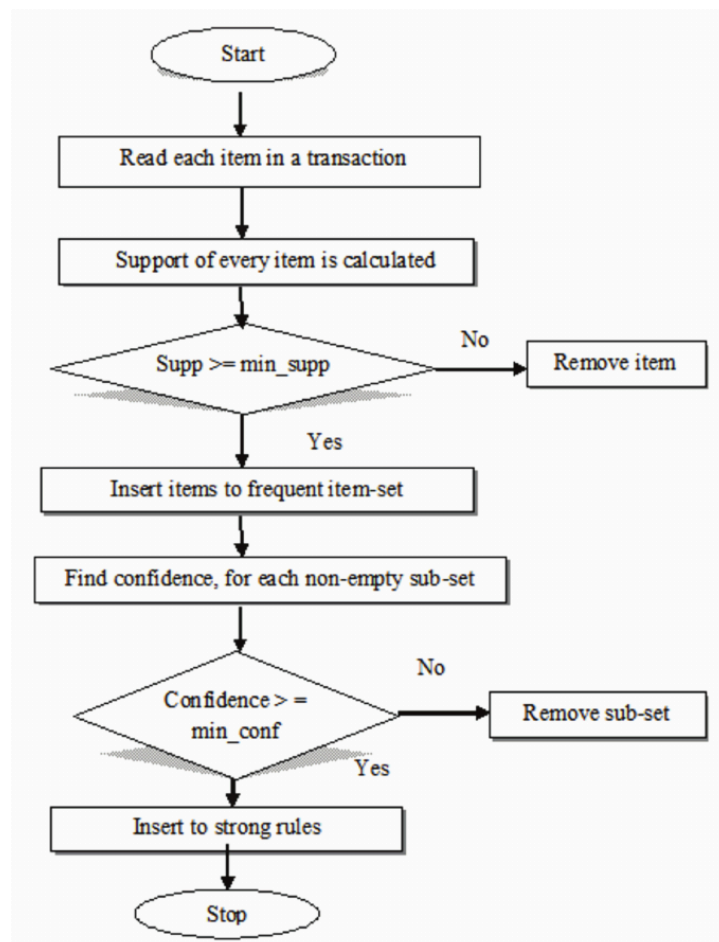 Start
Read each item in a transaction
Support of every item is calculated
Supp >= min_supp
No
Remove item
Yes
Insert items to frequent item-set
Find confidence, for each non-empty sub-set
Confidence > =
min_conf
No
Remove sub-set
Yes
Insert to strong rules
Stop